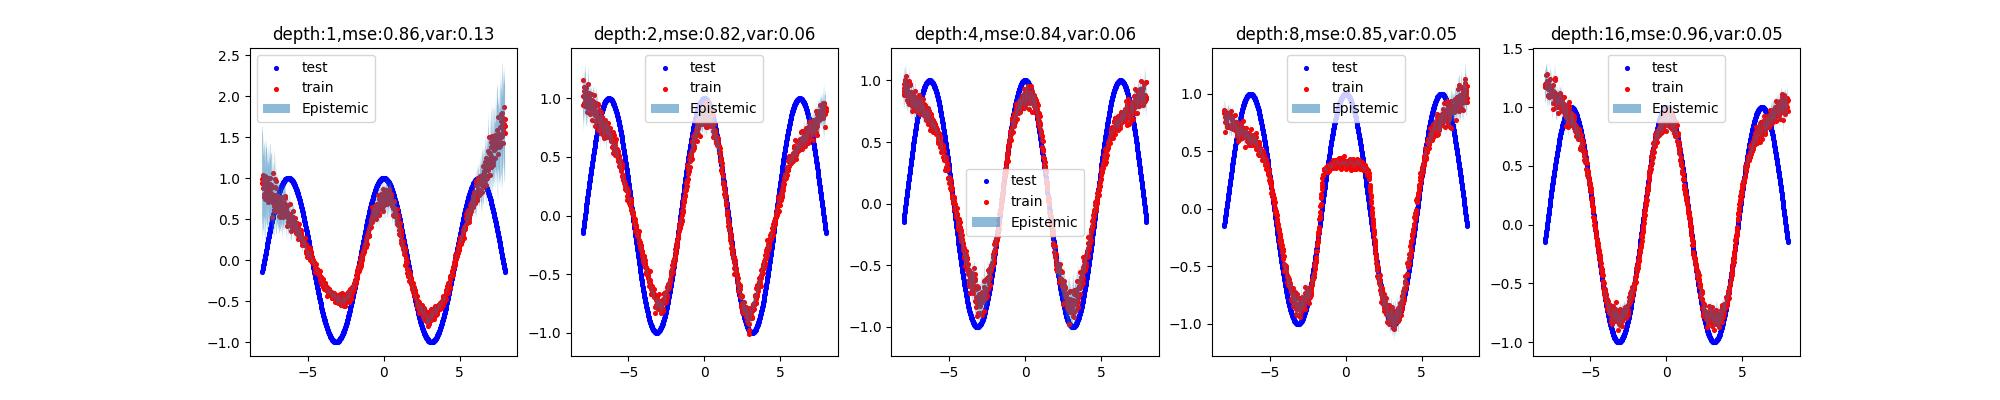 depth:1,mse:0.86,var:0.13
2.5
2.0
1.5
1.0
0.5
0.0
−0.5
−1.0
test
train
Epistemic
−5
0
5
depth:2,mse:0.82,var:0.06
1.0
0.5
0.0
−0.5
−1.0
test
train
Epistemic
−5
0
5
depth:4,mse:0.84,var:0.06
1.0
0.5
0.0
−0.5
−1.0
test
train
Epistemic
−5
0
5
depth:8,mse:0.85,var:0.05
1.0
0.5
0.0
−0.5
−1.0
test
train
Epistemic
−5
0
5
depth:16,mse:0.96,var:0.05
1.5
1.0
0.5
0.0
−0.5
−1.0
test
train
Epistemic
−5
0
5